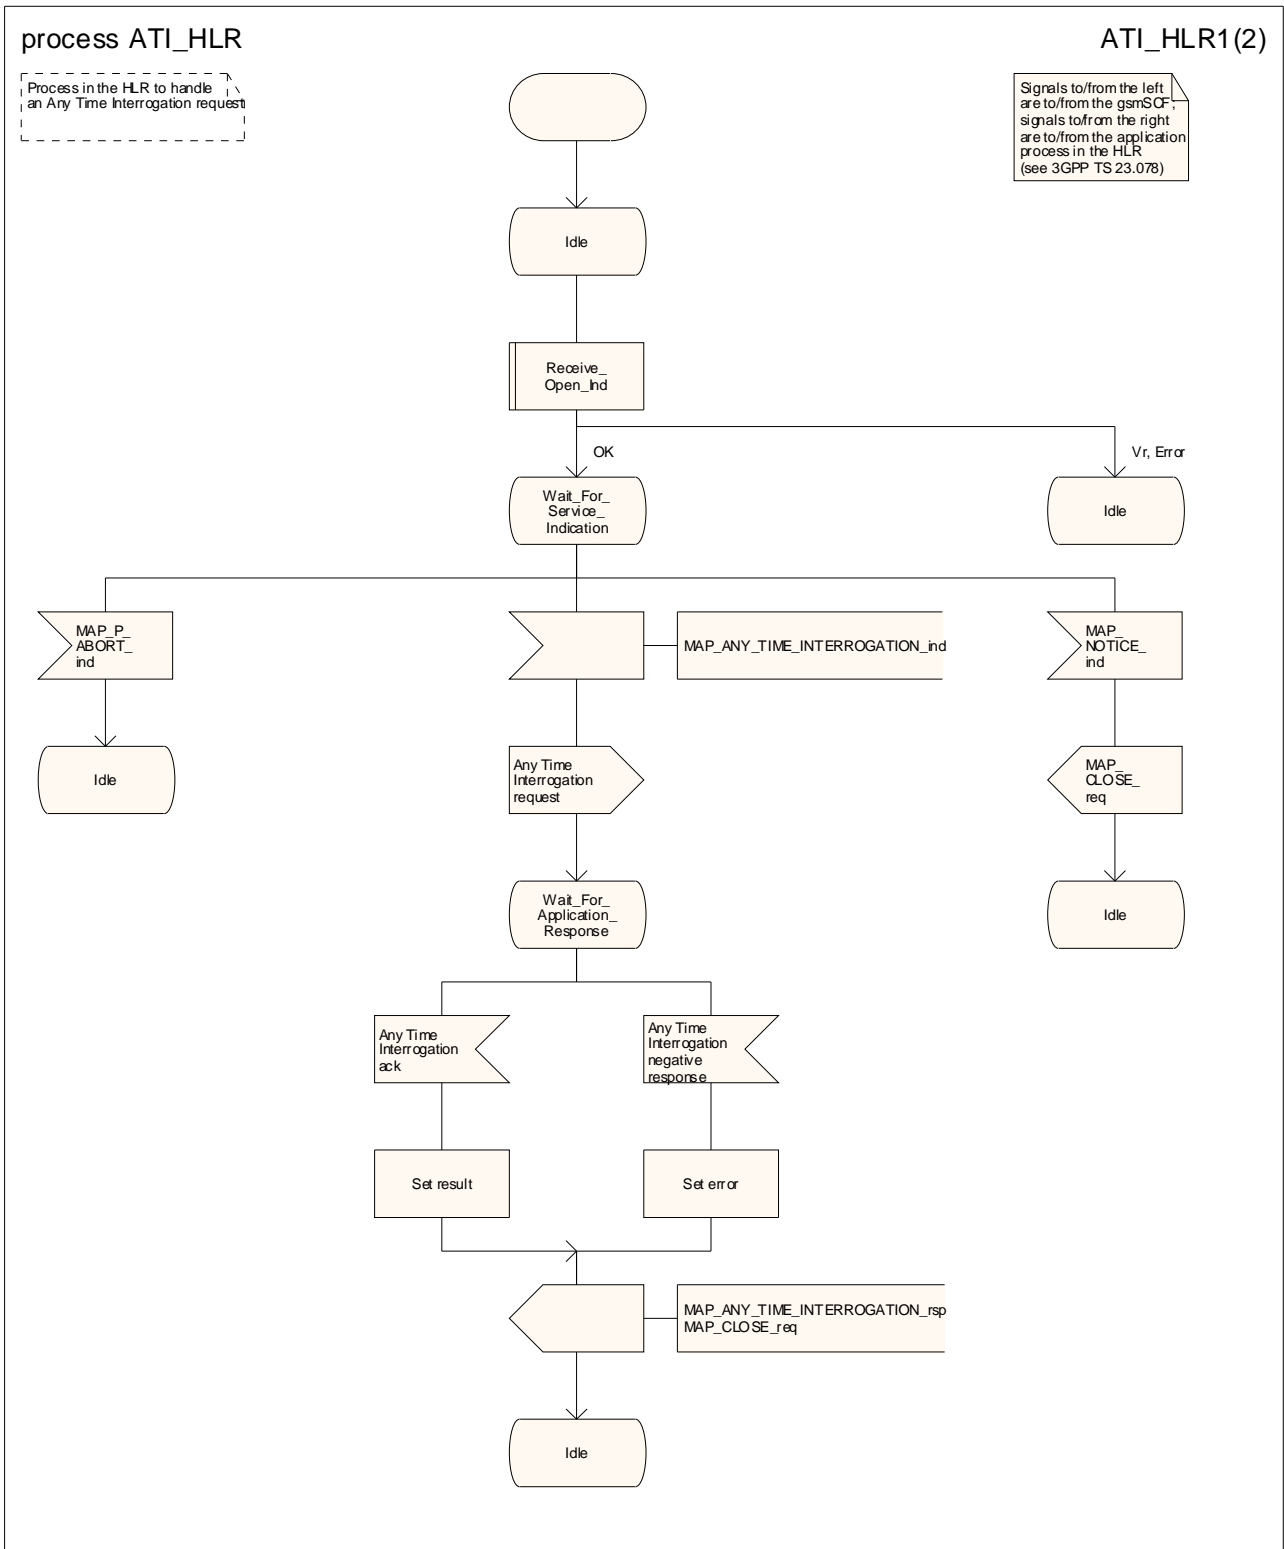 process ATI_HLR
ATI_HLR1(2)
Process in the HLR to handle
an Any Time Interrogation request
Signals to/from the left
are to/from the gsmSCF;
signals to/from the right
are to/from the application
process in the HLR
(see 3GPP TS 23.078)
Idle
Receive_
Open_Ind
OK
Vr, Error
Wait_For_
Service_
Indication
Idle
MAP_P_
ABORT_
ind
MAP_ANY_TIME_INTERROGATION_ind
MAP_
NOTICE_
ind
Idle
Any Time
Interrogation
request
MAP_
CLOSE_
req
Wait_For_
Application_
Response
Idle
Any Time
Interrogation
ack
Any Time
Interrogation
negative
response
Set result
Set error
MAP_ANY_TIME_INTERROGATION_rsp
MAP_CLOSE_req
Idle